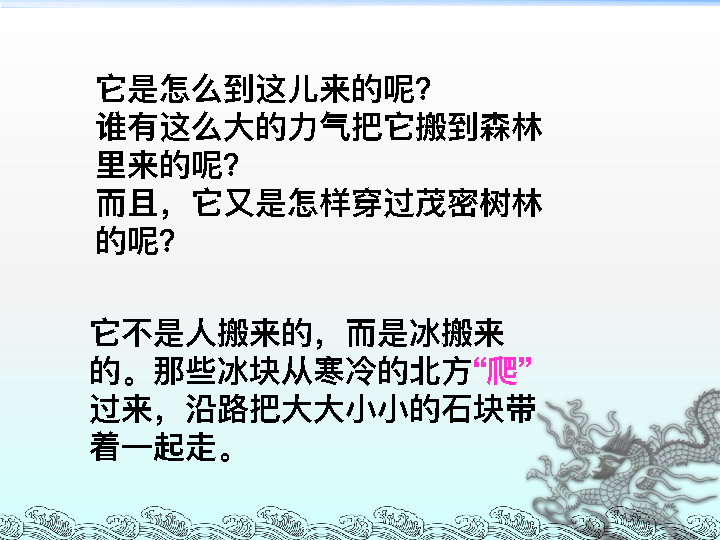 它是怎么到这儿来的呢?
谁有这么大的力气把它搬到森林
里来的呢?
而且，它又是怎样穿过茂密树林
的呢?
它不是人搬来的，而是冰搬来
的。那些冰块从寒冷的北方“爬”
过来，沿路把大大小小的石块带
着一起走。